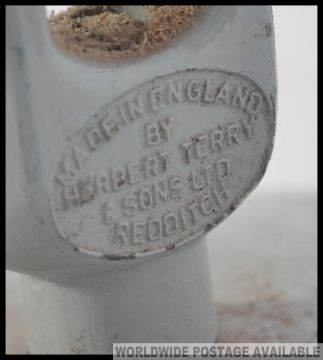 MADE IN ENGLAND
BY
HERBERT TERRY
& SONS LTD
REDDITCH
WORLDWIDE POSTAGE AVAILABLE